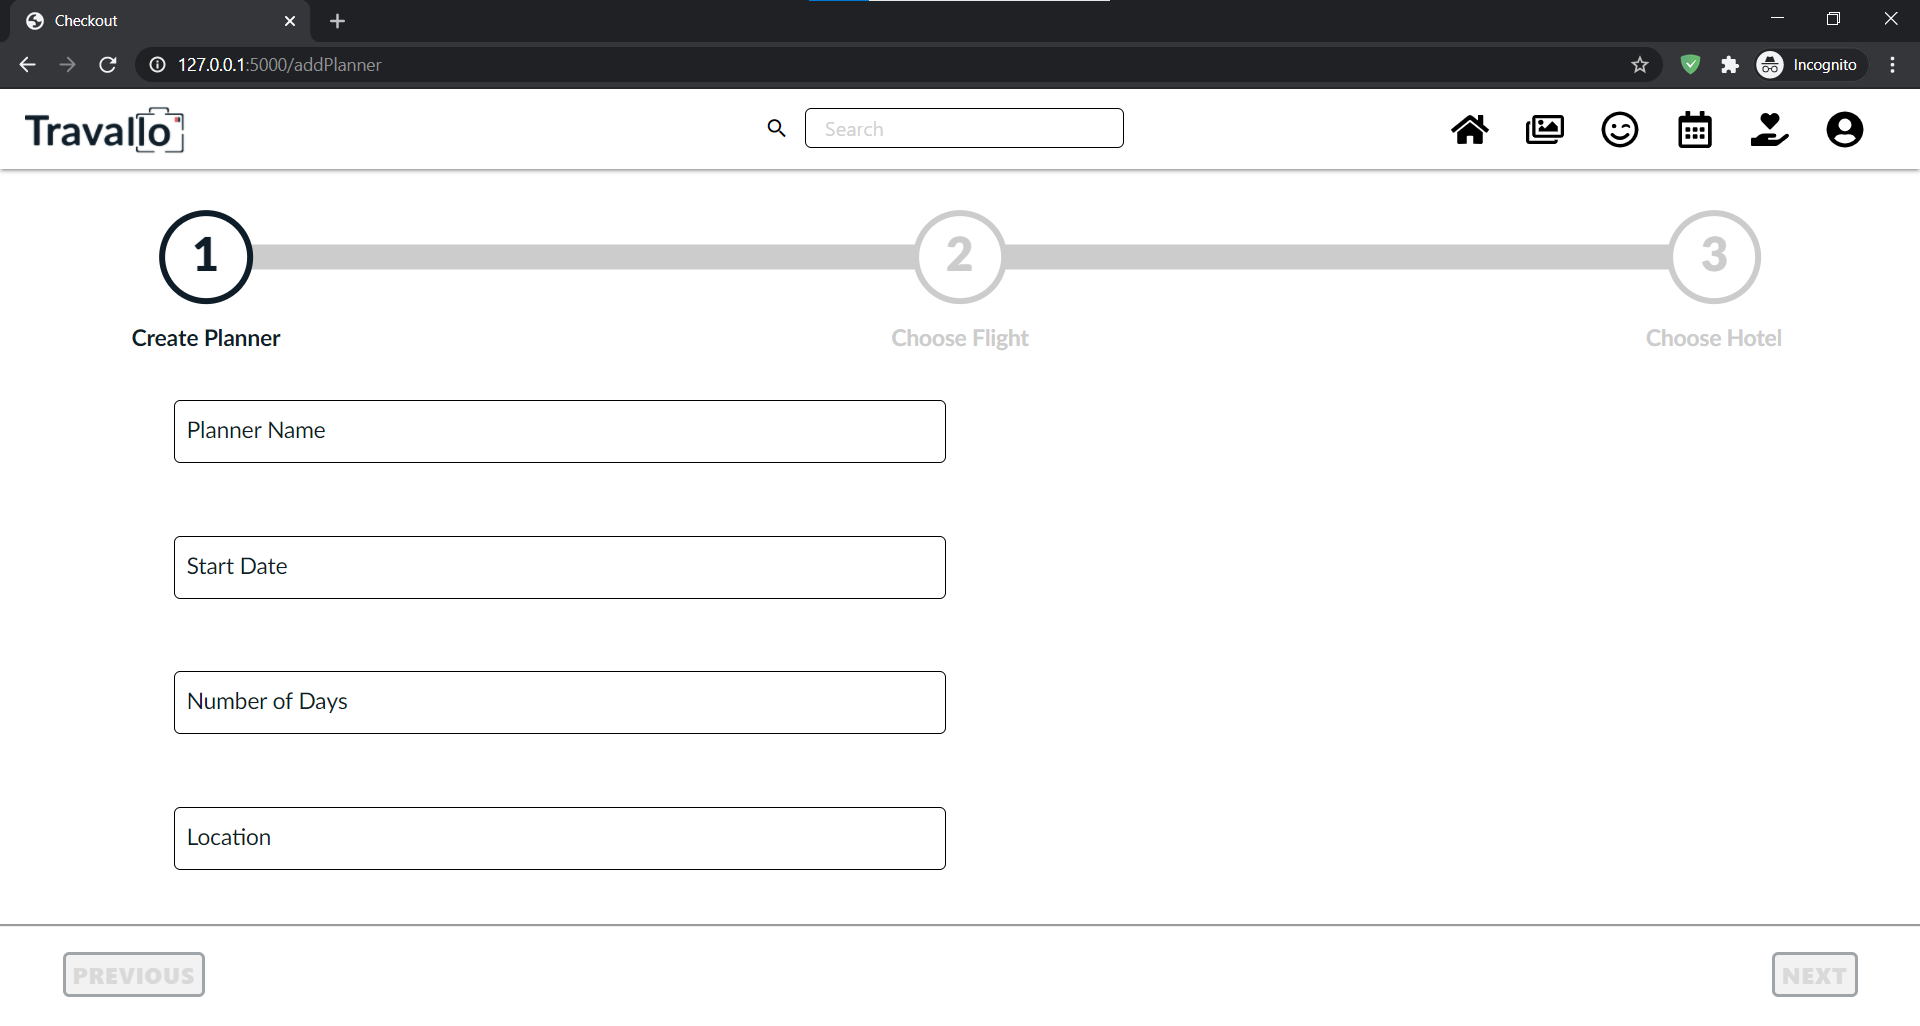 Checkout
127.0.0.1:5000/addPlanner
Incognito
Travallo
Search
1
2
3
Create Planner
Choose Flight
Choose Hotel
Planner Name
Start Date
Number of Days
Location
PREVIOUS
NEXT